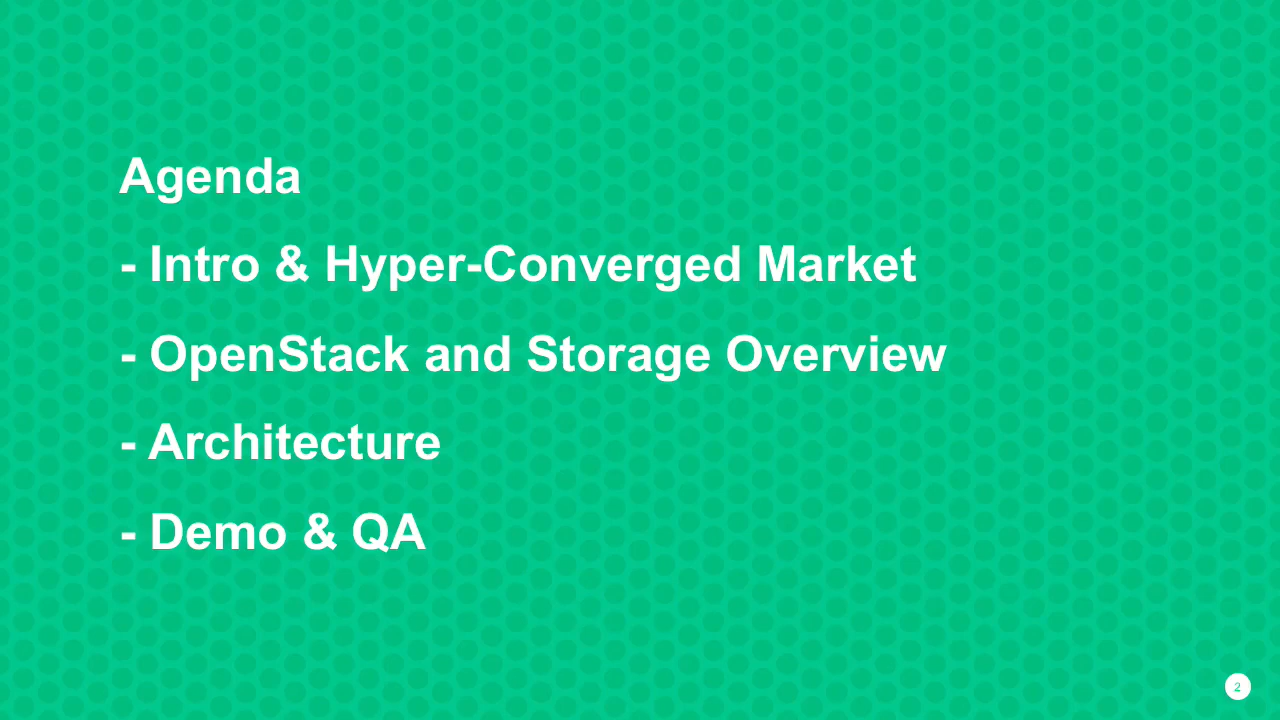 Agenda
- Intro & Hyper-Converged Market
- OpenStack and Storage Overview
- Architecture
- Demo & QA
2